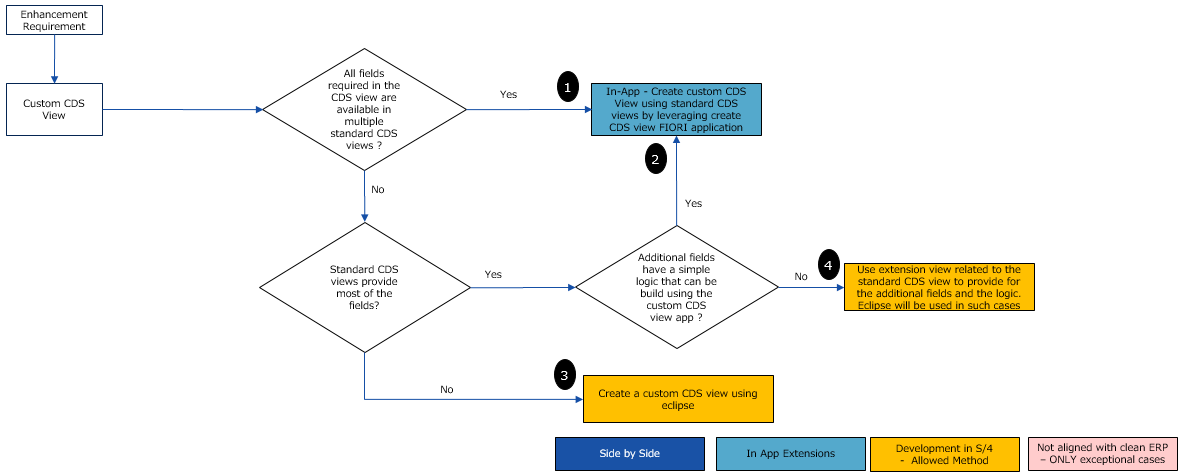 Enhancement
Requirement
Custom CDS
View
All fields
required in the
CDS view are
available in
multiple
standard CDS
views ?
Yes
1
In-App - Create custom CDS
View using standard CDS
views by leveraging create
CDS view FIORI application
2
No
Yes
Standard CDS
views provide
most of the
fields?
Yes
Additional fields
have a simple
logic that can be
build using the
custom CDS
view app ?
No
4
Use extension view related to the
standard CDS view to provide for
the additional fields and the logic.
Eclipse will be used in such cases
No
3
Create a custom CDS view using
eclipse
Side by Side
In App Extensions
Development in S/4
- Allowed Method
Not aligned with clean ERP
– ONLY exceptional cases